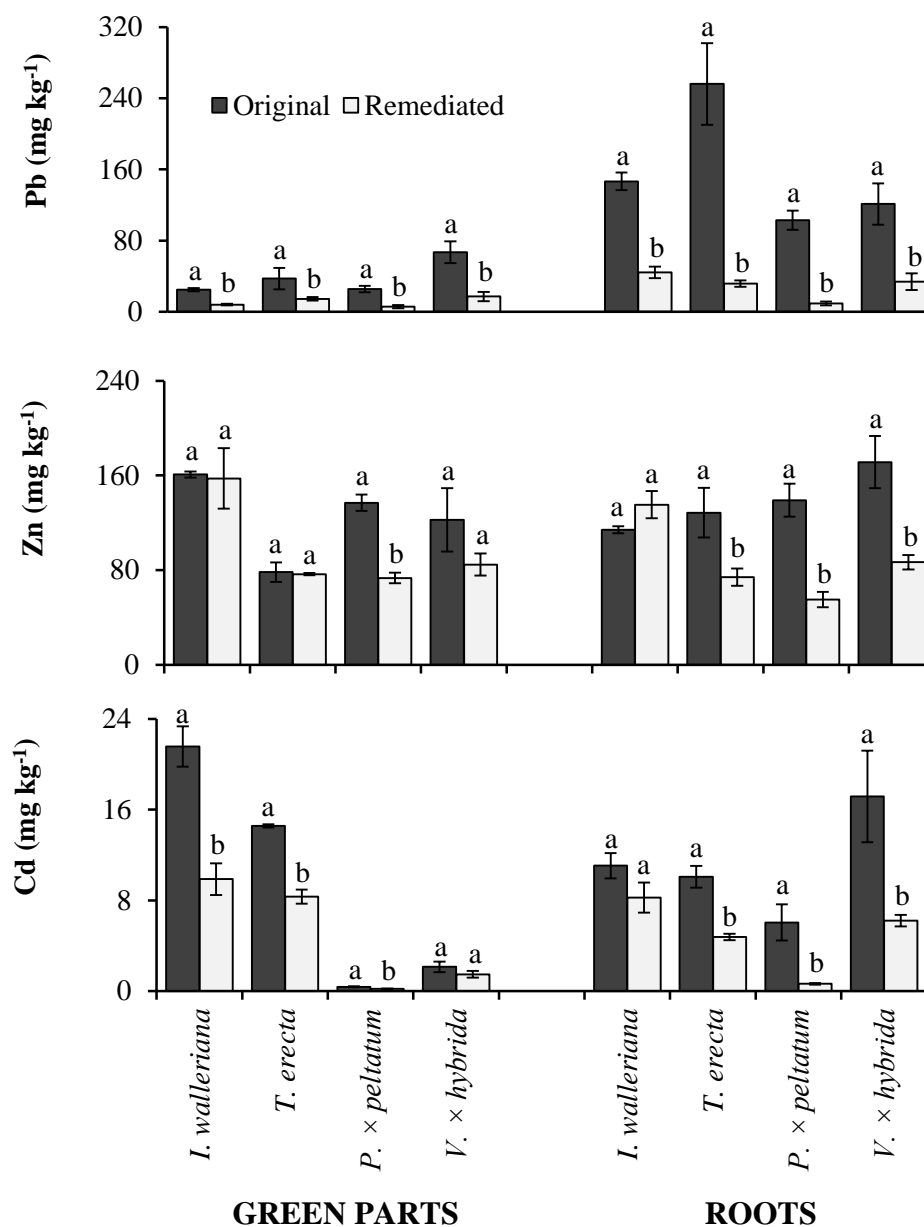 Pb (mg kg-1)
320
240
160
80
0
Original Remediated
a b a b a b a b a b a b a b a b
Zn (mg kg-1)
240
160
80
0
a a a a a b a a a a a b a b a b
Cd (mg kg-1)
24
16
8
0
a b a b a b a a a a a b a b a b
I. walleriana
T. erecta
P. × peltatum
V. × hybrida
I. walleriana
T. erecta
P. × peltatum
V. × hybrida
GREEN PARTS ROOTS